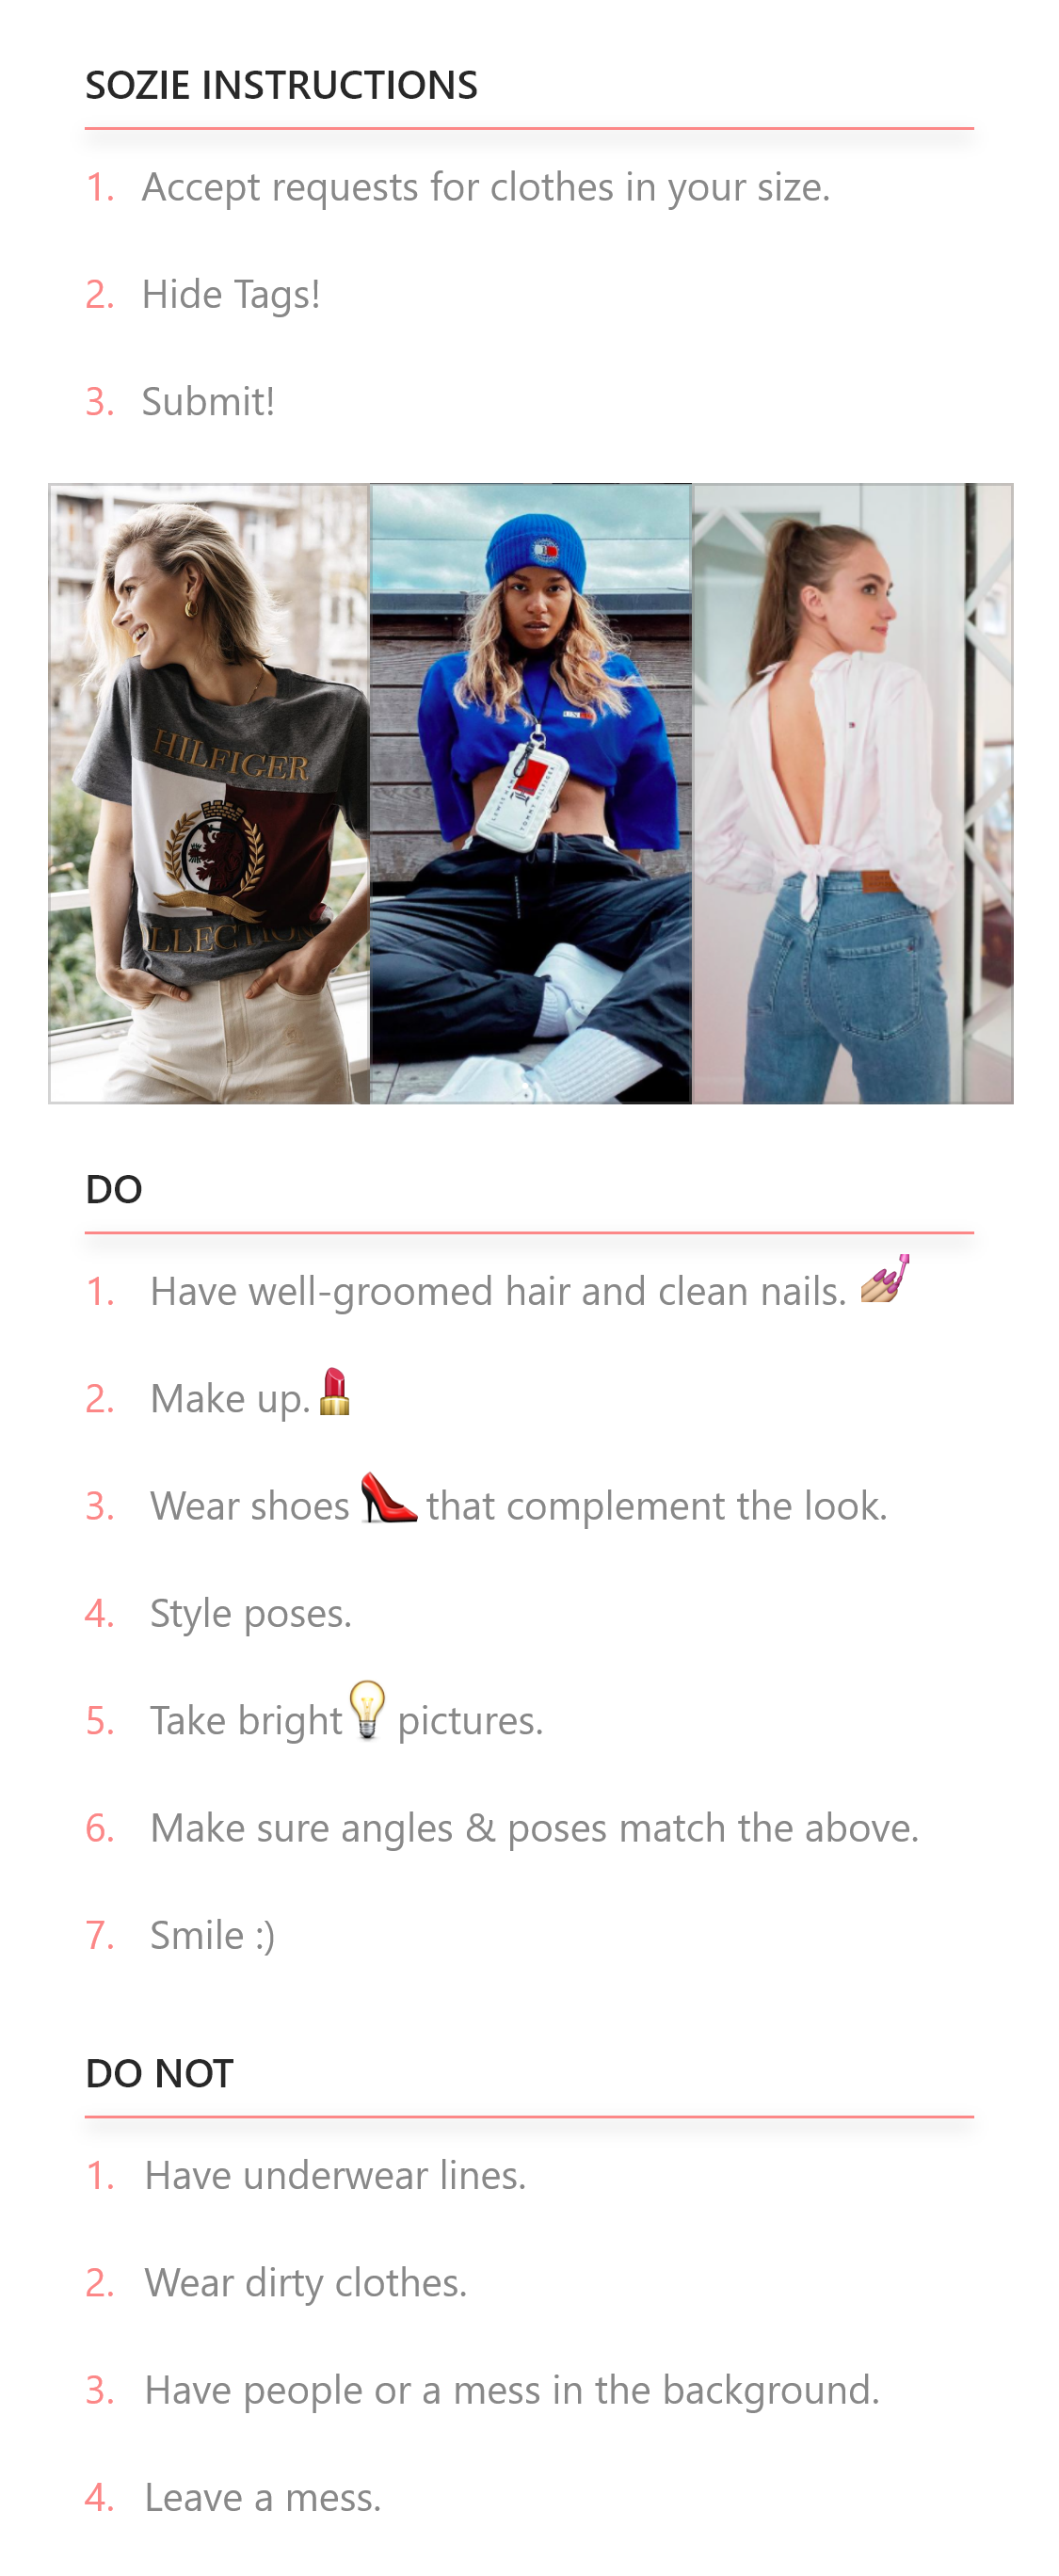 SOZIE INSTRUCTIONS
1. Accept requests for clothes in your size.
2. Hide Tags!
3. Submit!
HILFIGER
DO
1. Have well-groomed hair and clean nails.
2. Make up.
3. Wear shoes that complement the look.
4. Style poses.
5. Take bright pictures.
6. Make sure angles & poses match the above.
7. Smile :)
DO NOT
1. Have underwear lines.
2. Wear dirty clothes.
3. Have people or a mess in the background.
4. Leave a mess.